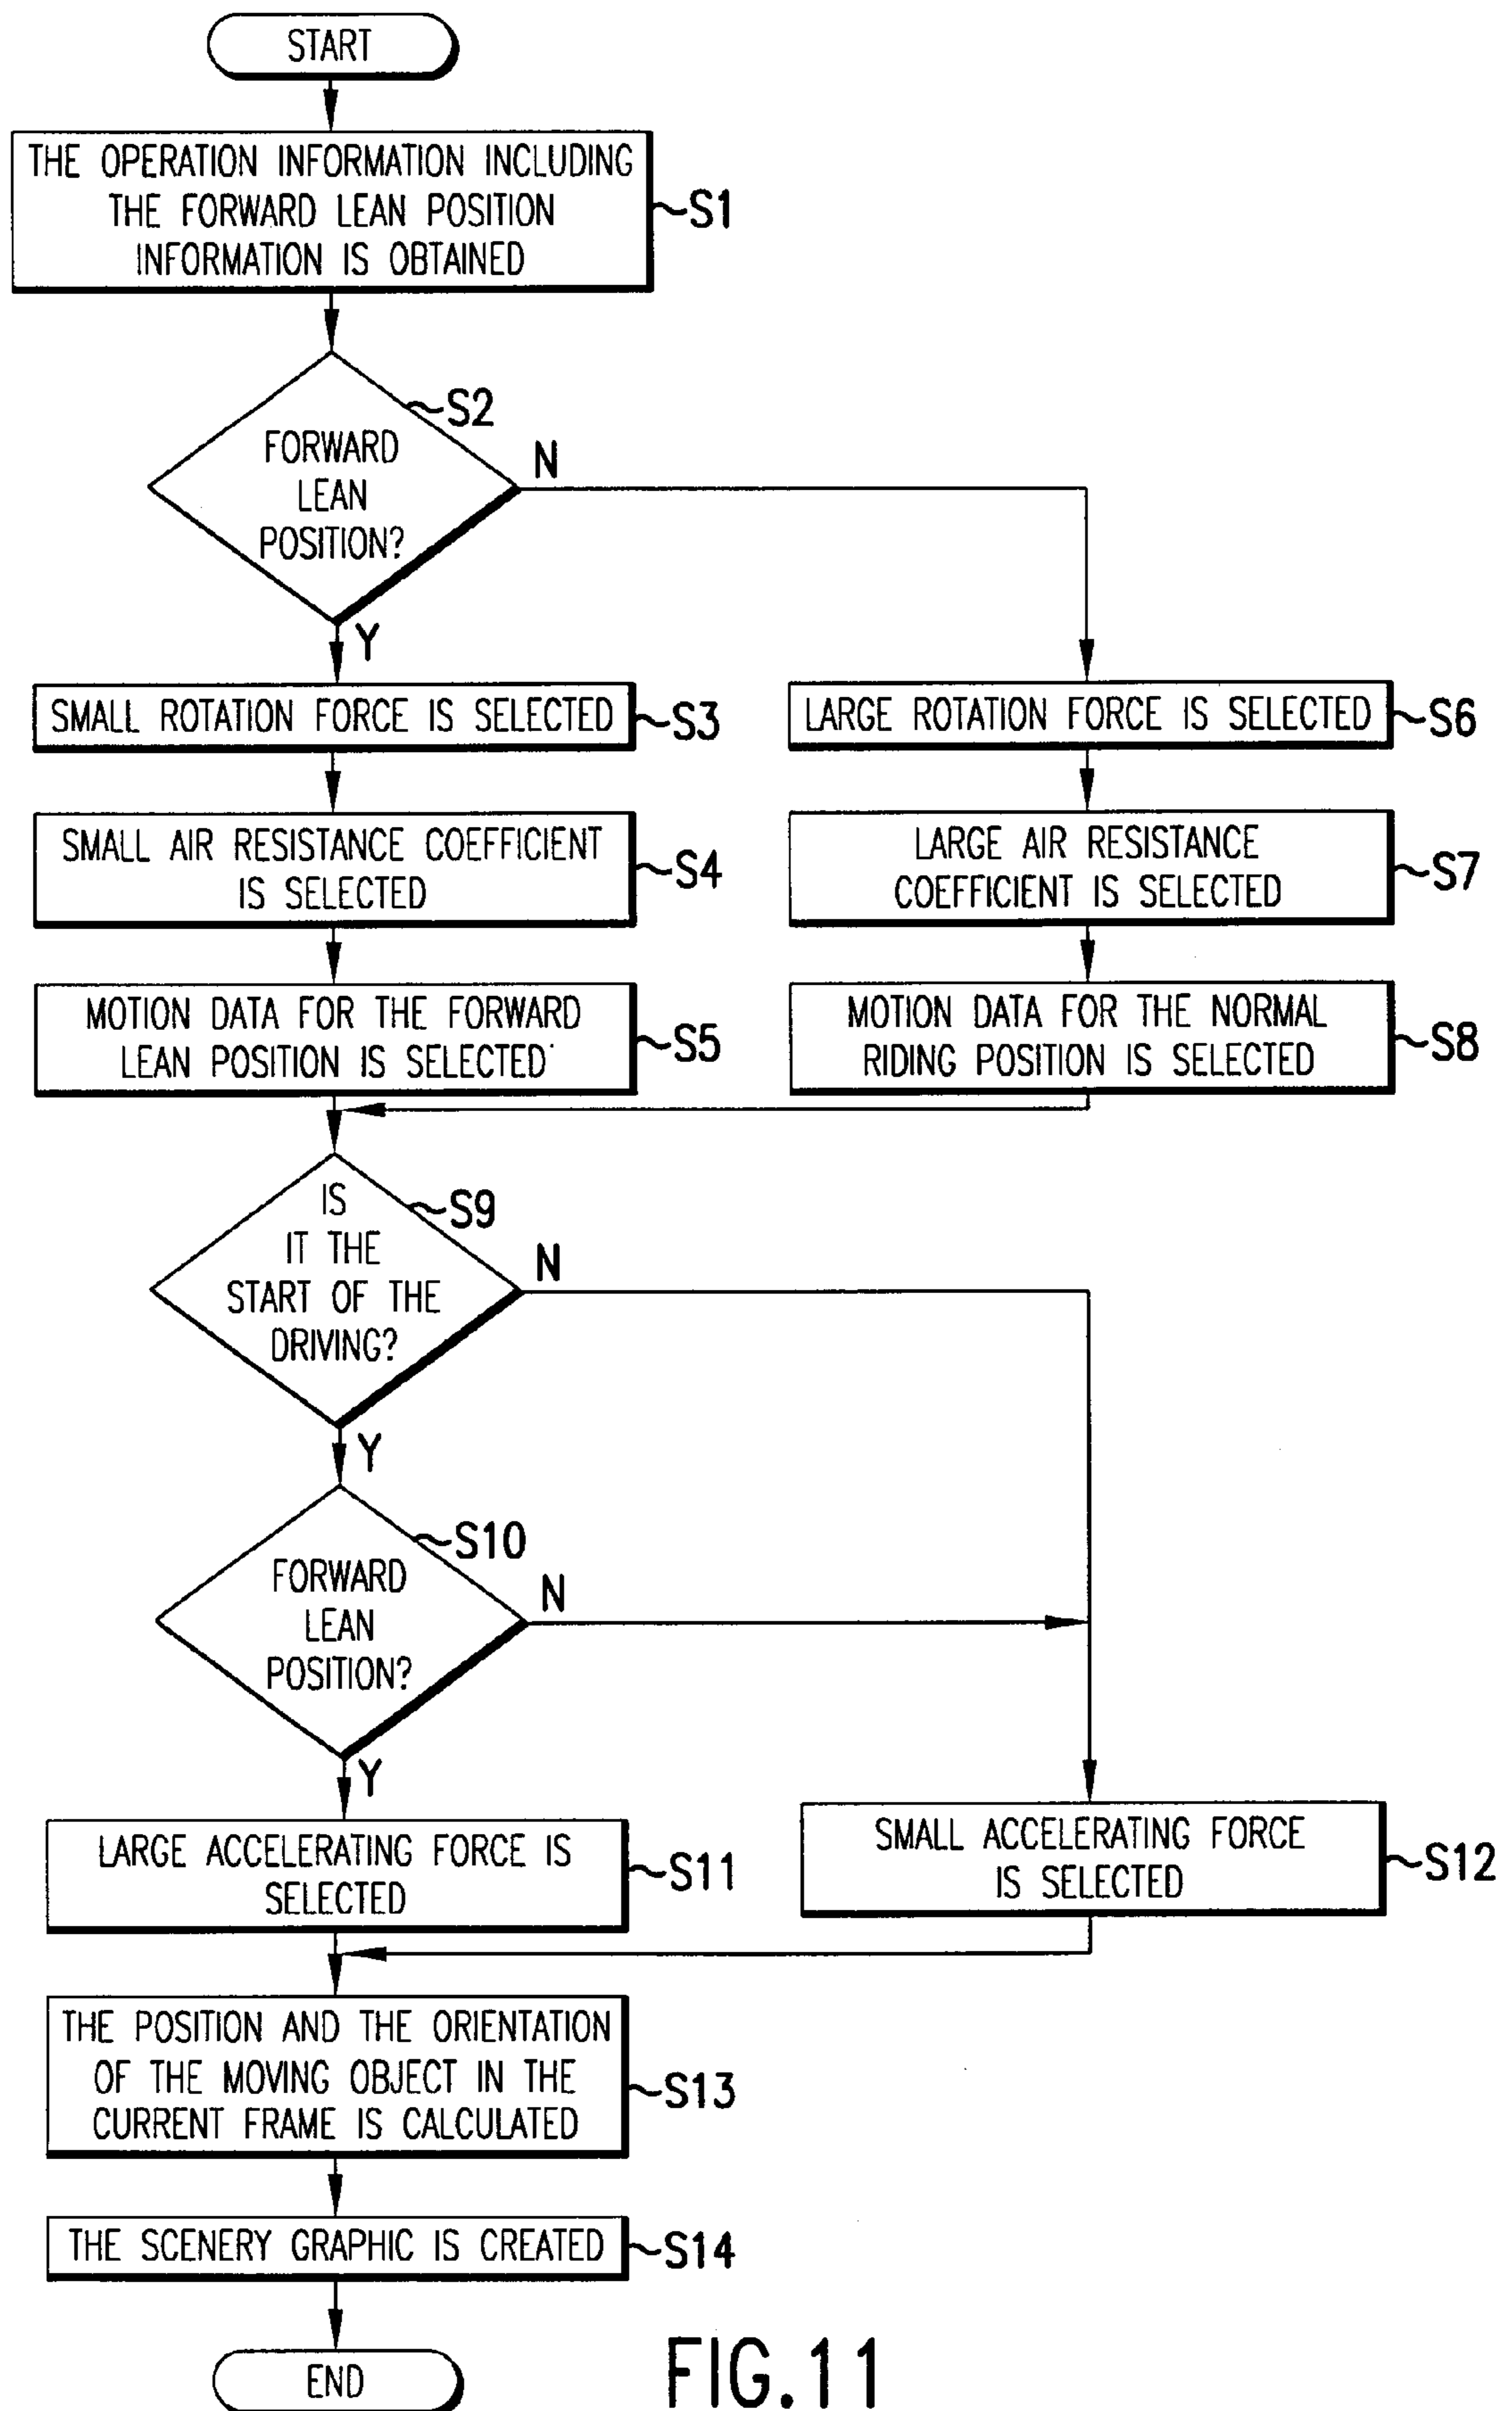 START
THE OPERATION INFORMATION INCLUDING
THE FORWARD LEAN POSITION
INFORMATION IS OBTAINED
S1
S2
FORWARD
LEAN
POSITION?
N
Y
SMALL ROTATION FORCE IS SELECTED
S3
LARGE ROTATION FORCE IS SELECTED
S6
SMALL AIR RESISTANCE COEFFICIENT
IS SELECTED
S4
LARGE AIR RESISTANCE
COEFFICIENT IS SELECTED
S7
MOTION DATA FOR THE FORWARD
LEAN POSITION IS SELECTED
S5
MOTION DATA FOR THE NORMAL
RIDING POSITION IS SELECTED
S8
IS
IT THE
START OF THE
DRIVING?
S9
N
Y
S10
FORWARD
LEAN
POSITION?
N
Y
LARGE ACCELERATING FORCE IS
SELECTED
S11
SMALL ACCELERATING FORCE
IS SELECTED
S12
THE POSITION AND THE ORIENTATION
OF THE MOVING OBJECT IN THE
CURRENT FRAME IS CALCULATED
S13
THE SCENERY GRAPHIC IS CREATED
S14
END
FIG.11